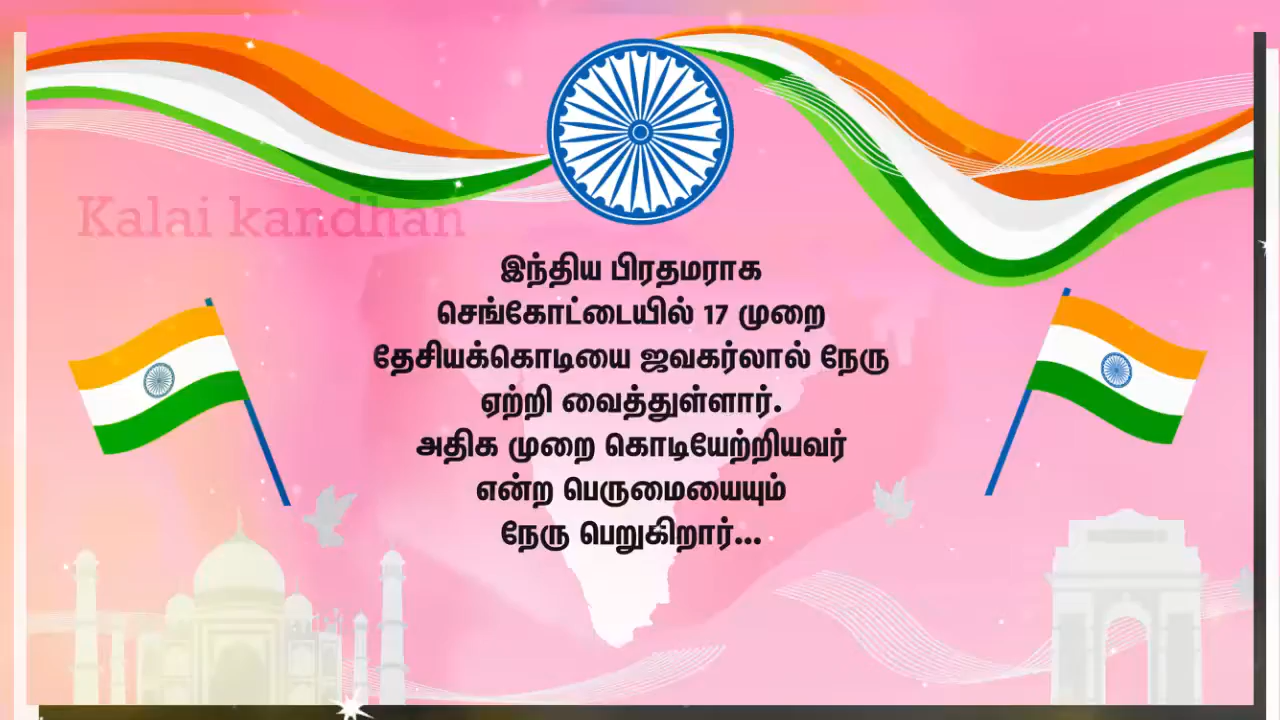 Kalai kandhan
இந்திய பிரதமராக
செங்கோட்டையில் 17 முறை
தேசியக்கொடியை ஜவகர்லால் நேரு
ஏற்றி வைத்துள்ளார்.
அதிக முறை கொடியேற்றியவர்
என்ற பெருமையையும்
நேரு பெறுகிறார்...